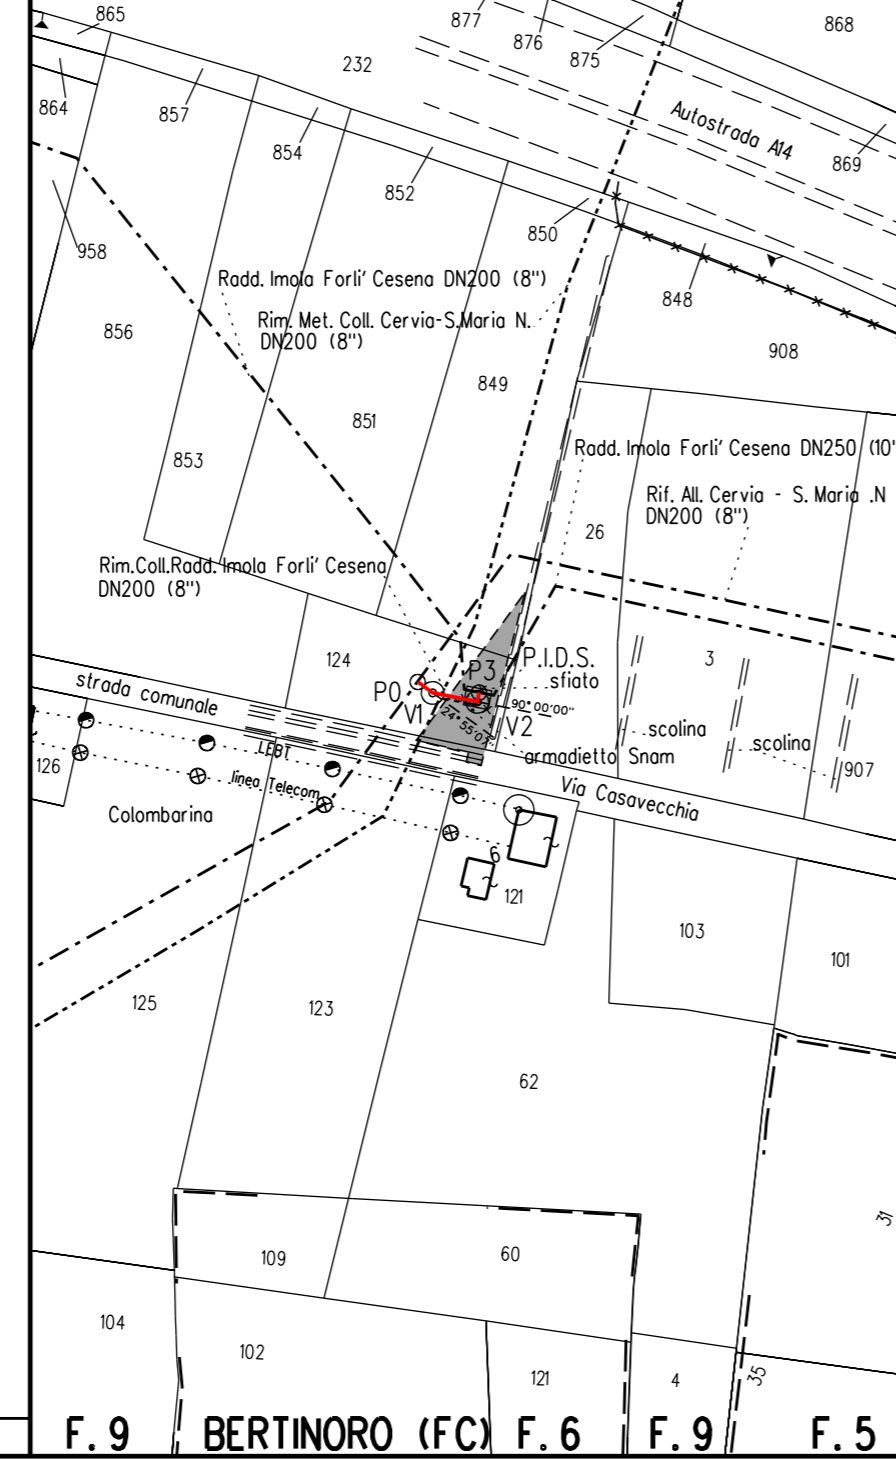 865
877
876
875
868
232
864
857
854
852
850
Autostrada A14
869
958
856
Radd. Imola Forli' Cesena DN200 (8")
Rim. Met. Coll. Cervia-S.Maria N.
DN200 (8")
848
908
849
851
853
Radd. Imola Forli' Cesena DN250 (10"
Rif. All. Cervia - S. Maria .N
DN200 (8")
26
Rim.Coll.Radd. Imola Forli' Cesena
DN200 (8")
124
3
P.I.D.S.
P3
sfiato
P0
V1
V2
90°00'00"
strada comunale
scolina
scolina
armadietto Snam
907
126
LEBT
linea Telecom
Via Casavecchia
Colombarina
6
121
103
101
125
123
62
31
109
60
104
102
121
4
35
F. 9 BERTINORO (FC) F. 6 F. 9 F. 5